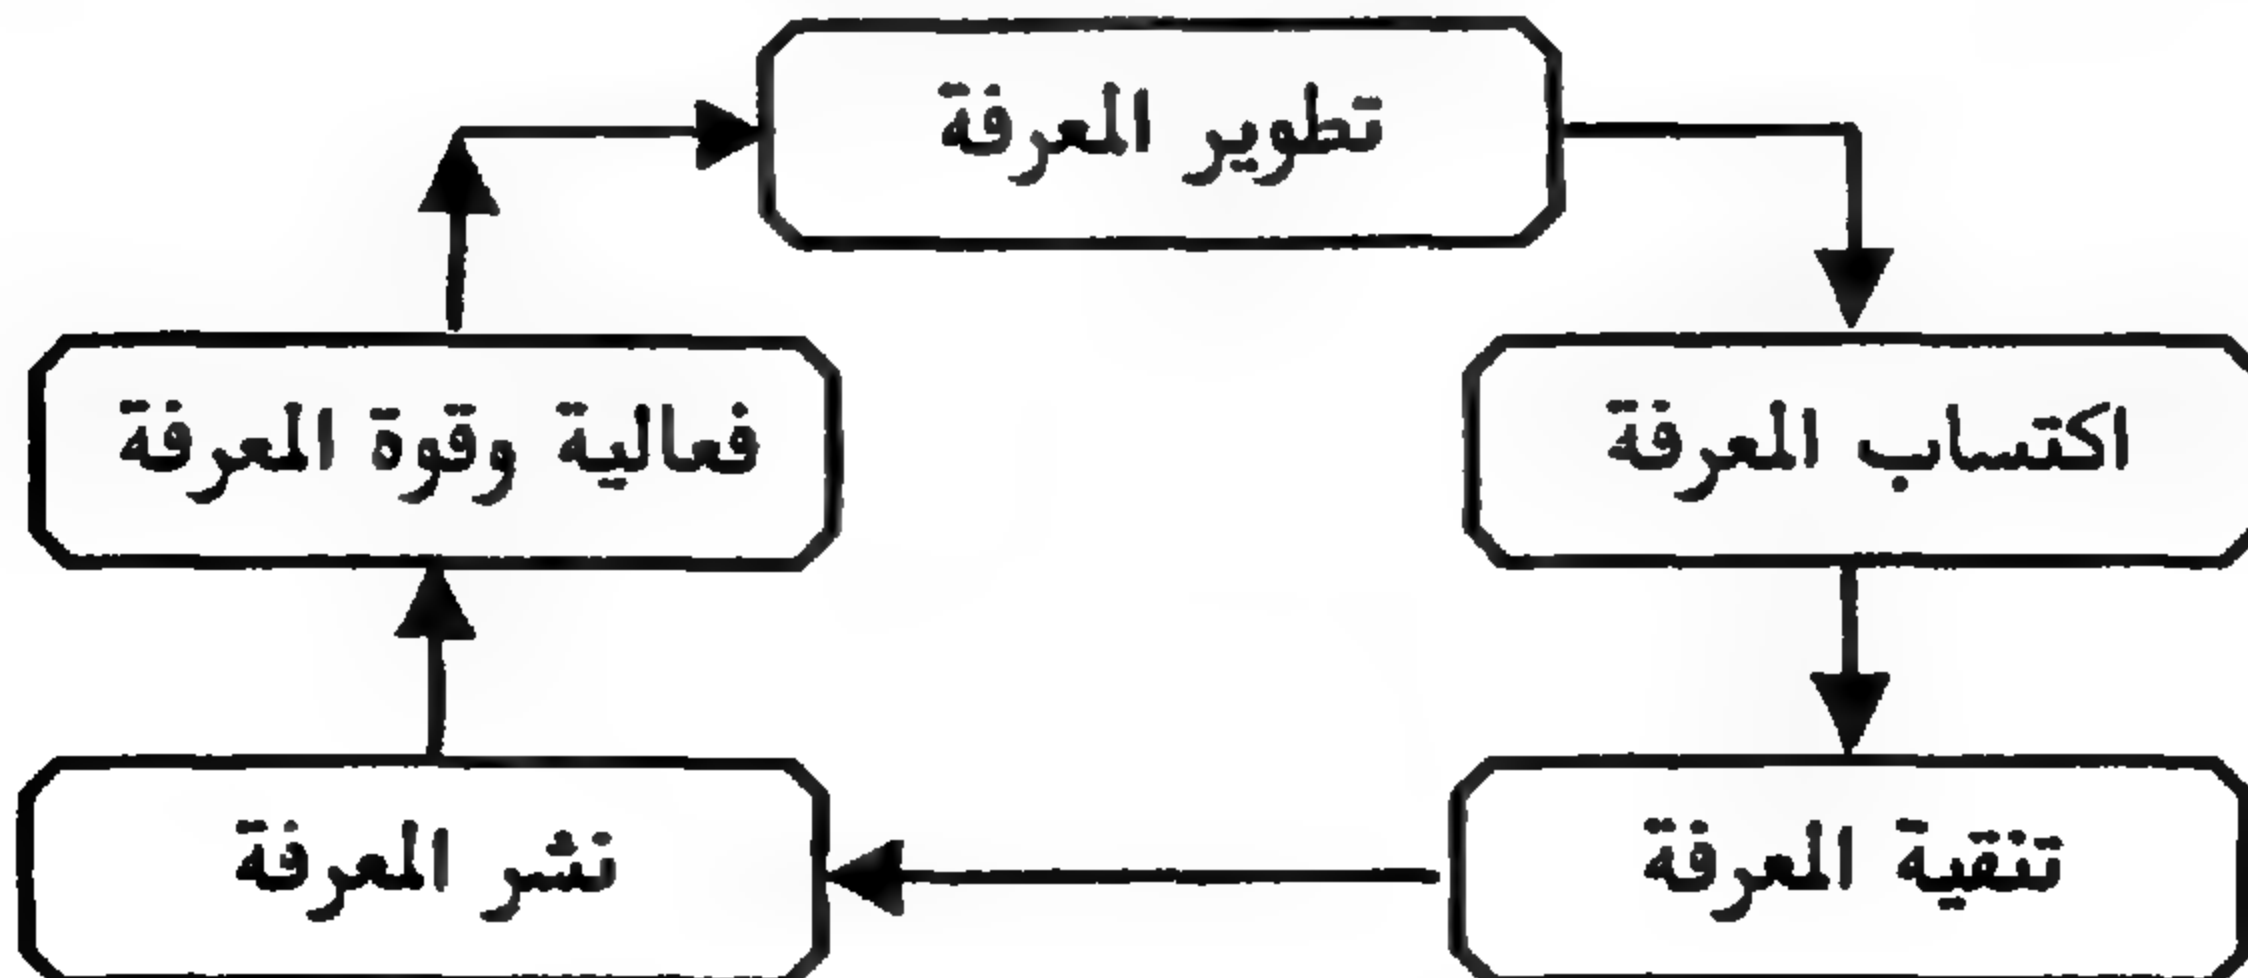 تطوير المعرفة
اكتساب المعرفة
فعالية وقوة المعرفة
تنقية المعرفة
نشر المعرفة